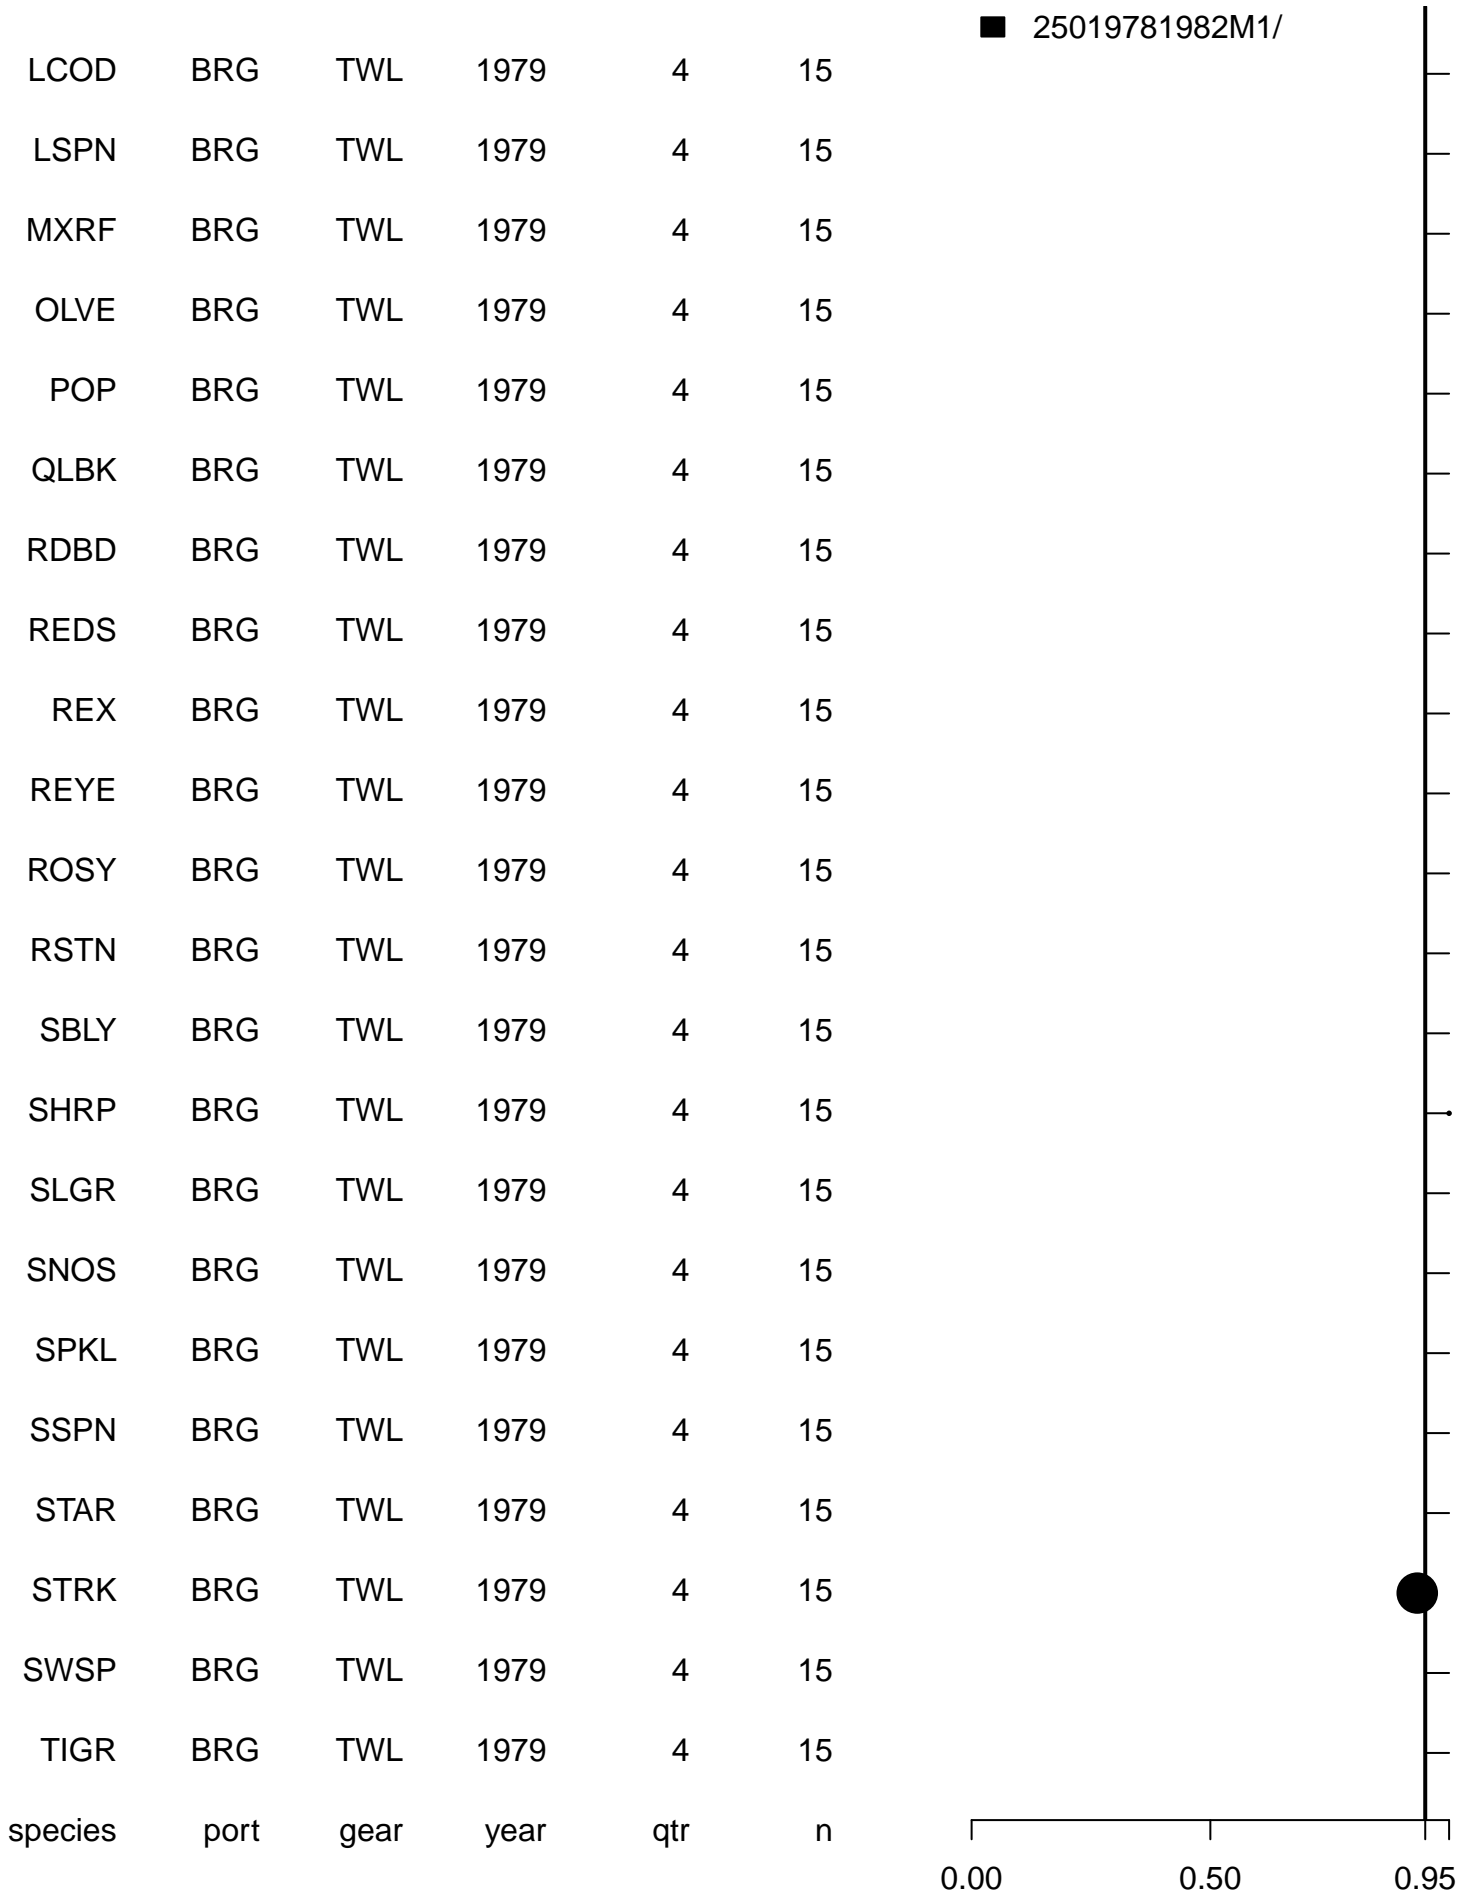 25019781982M1/
LCOD BRG TWL 1979 4 15
LSPN BRG TWL 1979 4 15
MXRF BRG TWL 1979 4 15
OLVE BRG TWL 1979 4 15
POP BRG TWL 1979 4 15
QLBK BRG TWL 1979 4 15
RDBD BRG TWL 1979 4 15
REDS BRG TWL 1979 4 15
REX BRG TWL 1979 4 15
REYE BRG TWL 1979 4 15
ROSY BRG TWL 1979 4 15
RSTN BRG TWL 1979 4 15
SBLY BRG TWL 1979 4 15
SHRP BRG TWL 1979 4 15
SLGR BRG TWL 1979 4 15
SNOS BRG TWL 1979 4 15
SPKL BRG TWL 1979 4 15
SSPN BRG TWL 1979 4 15
STAR BRG TWL 1979 4 15
STRK BRG TWL 1979 4 15
SWSP BRG TWL 1979 4 15
TIGR BRG TWL 1979 4 15
species port gear year qtr n
0.00 0.50 0.95